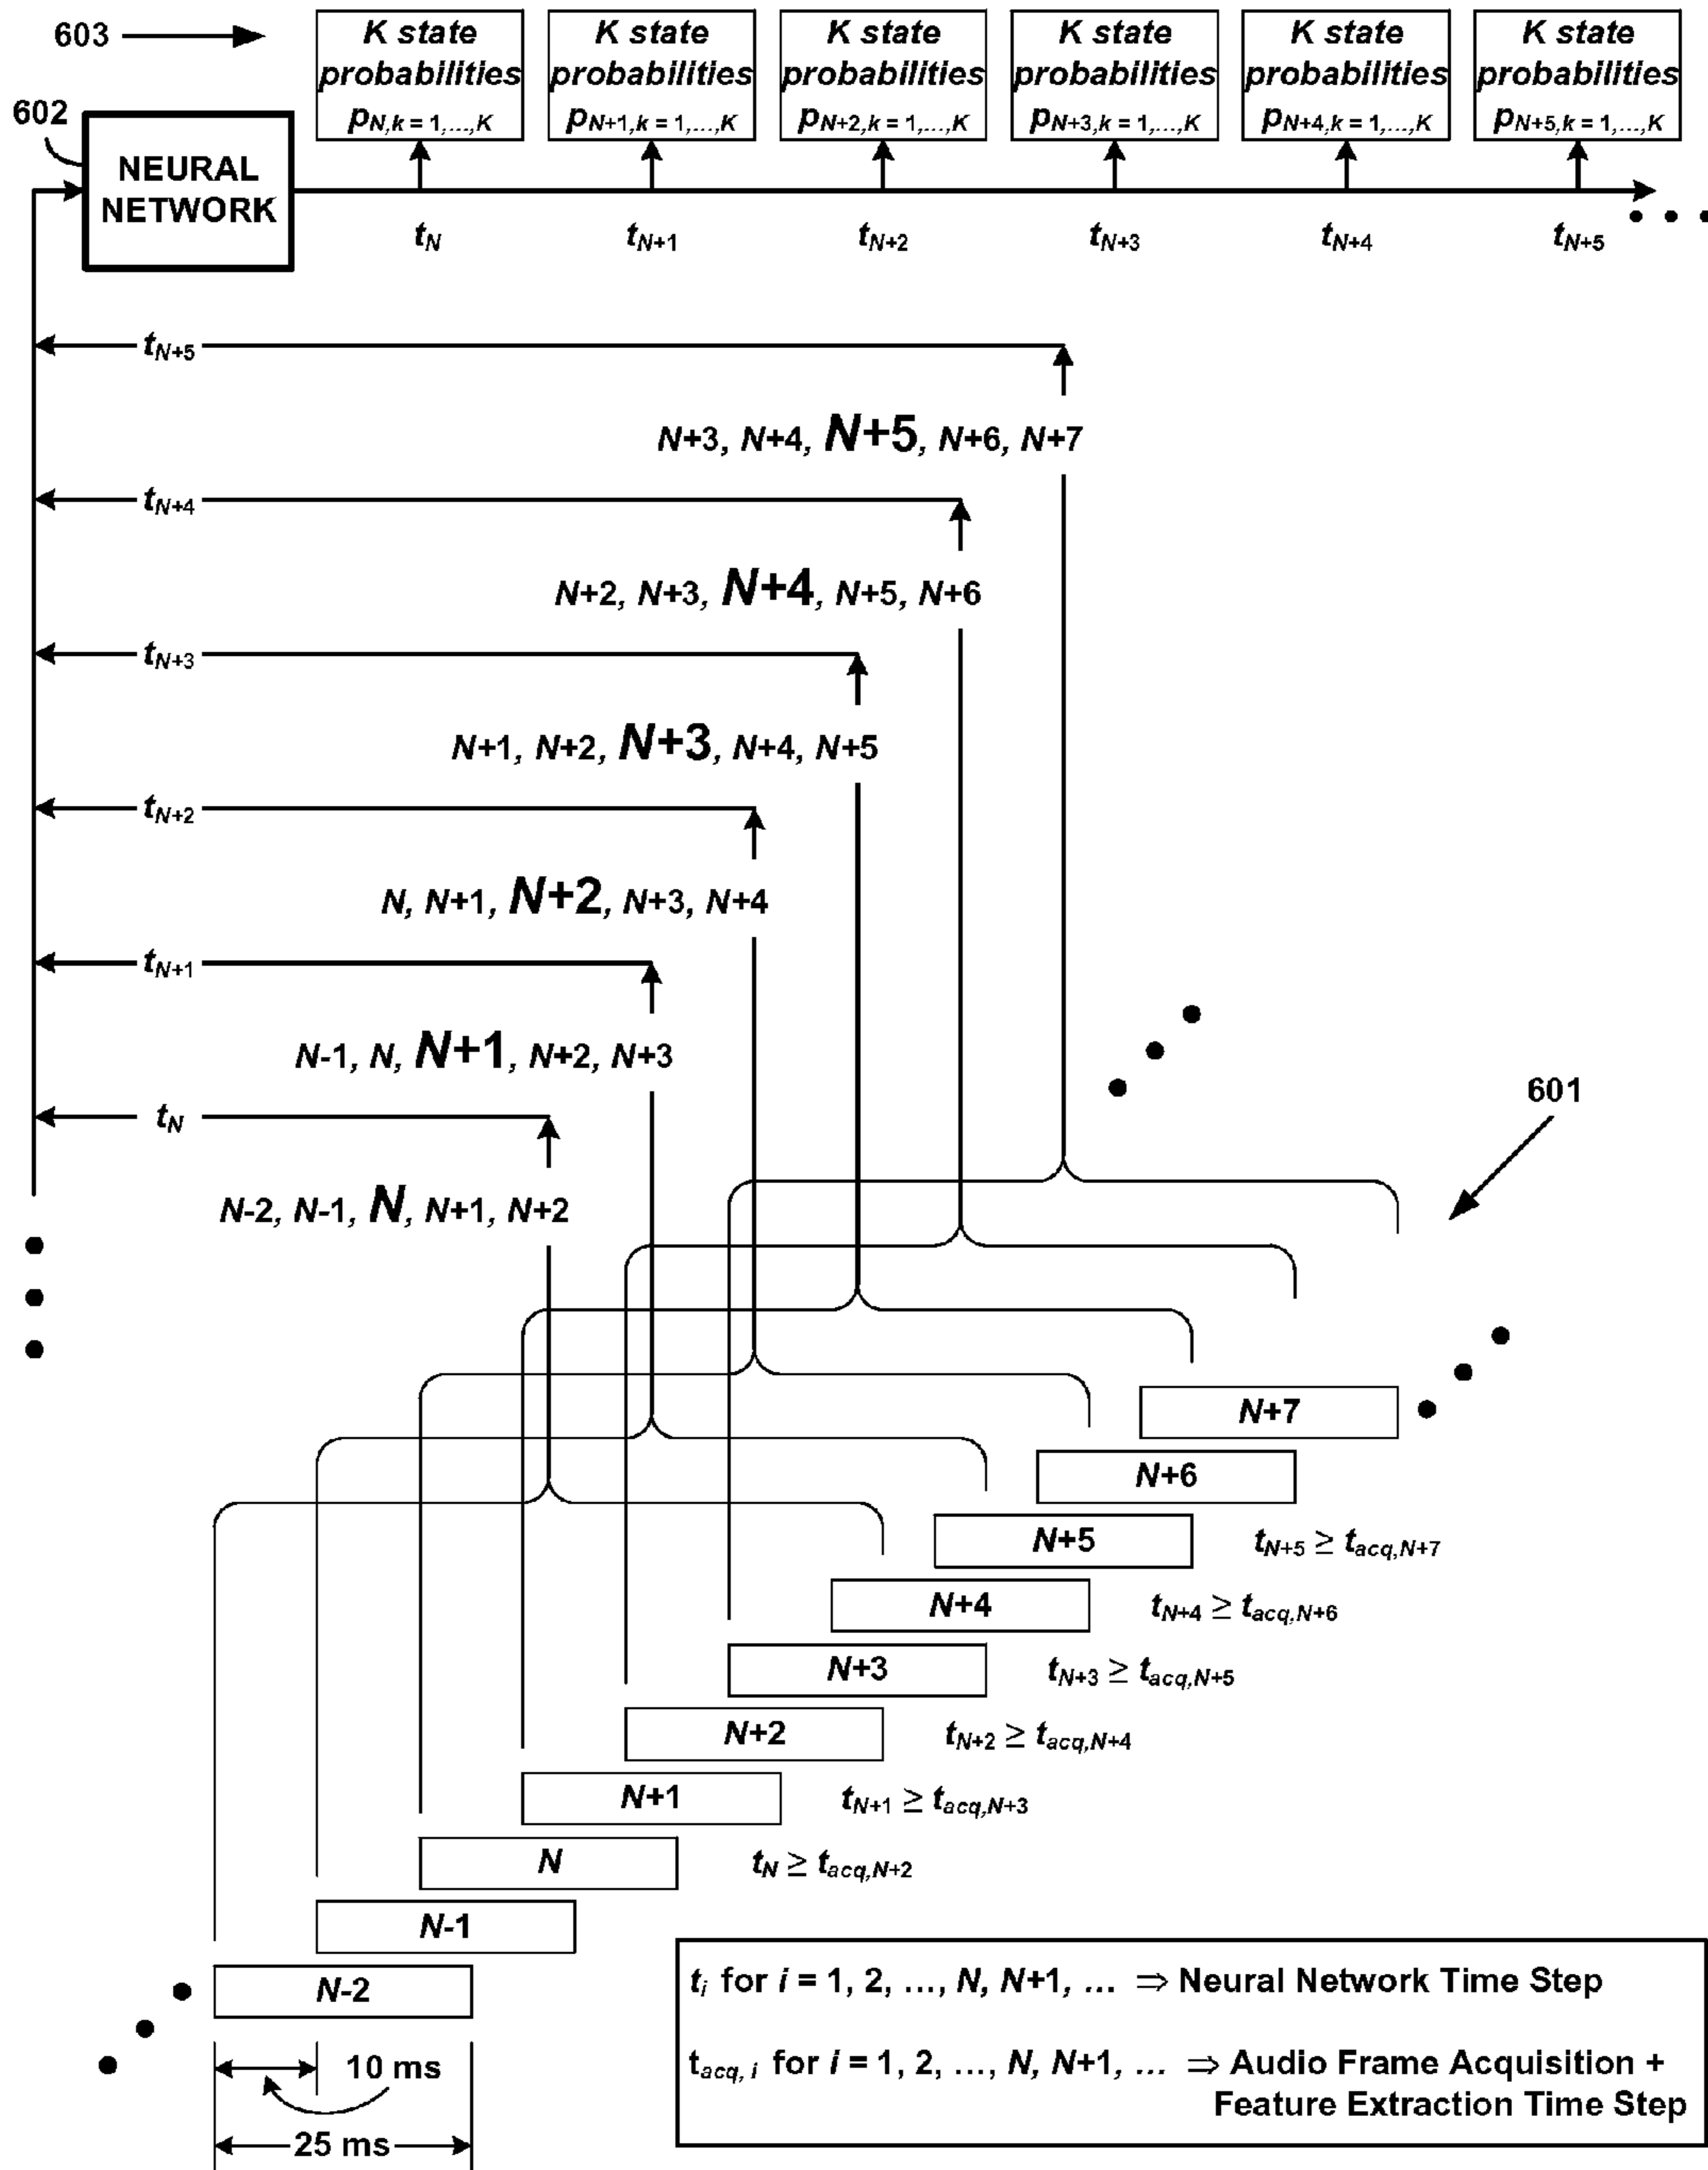 603
K state probabilities pN,k = 1,...,K
K state probabilities pN+1,k = 1,...,K
K state probabilities pN+2,k = 1,...,K
K state probabilities pN+3,k = 1,...,K
K state probabilities pN+4,k = 1,...,K
K state probabilities pN+5,k = 1,...,K
602
NEURAL
NETWORK
tN
tN+1
tN+2
tN+3
tN+4
tN+5
tN+5
N+3, N+4, N+5, N+6, N+7
tN+4
N+2, N+3, N+4, N+5, N+6
tN+3
N+1, N+2, N+3, N+4, N+5
tN+2
N, N+1, N+2, N+3, N+4
tN+1
N-1, N, N+1, N+2, N+3
601
tN
N-2, N-1, N, N+1, N+2
N+7
N+6
N+5
tN+5 ≥ tacq,N+7
N+4
tN+4 ≥ tacq,N+6
N+3
tN+3 ≥ tacq,N+5
N+2
tN+2 ≥ tacq,N+4
N+1
tN+1 ≥ tacq,N+3
N
tN ≥ tacq,N+2
N-1
N-2
10 ms
25 ms
ti for i = 1, 2, ..., N, N+1, ... ⇒ Neural Network Time Step
tacq, i for i = 1, 2, ..., N, N+1, ... ⇒ Audio Frame Acquisition +
Feature Extraction Time Step